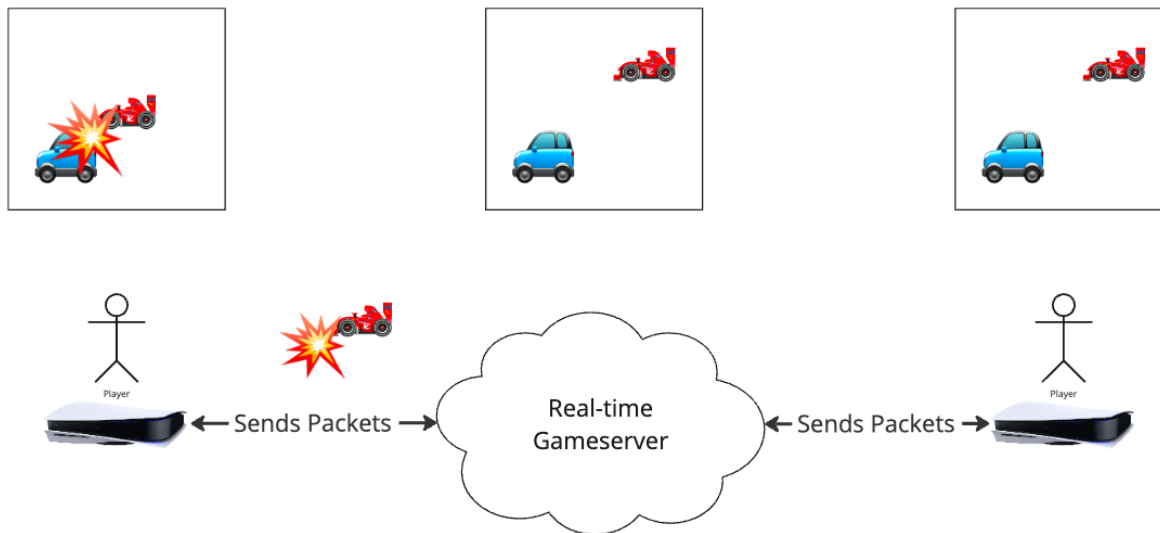 Player
Player
Sends Packets
Real-time
Gameserver
Sends Packets